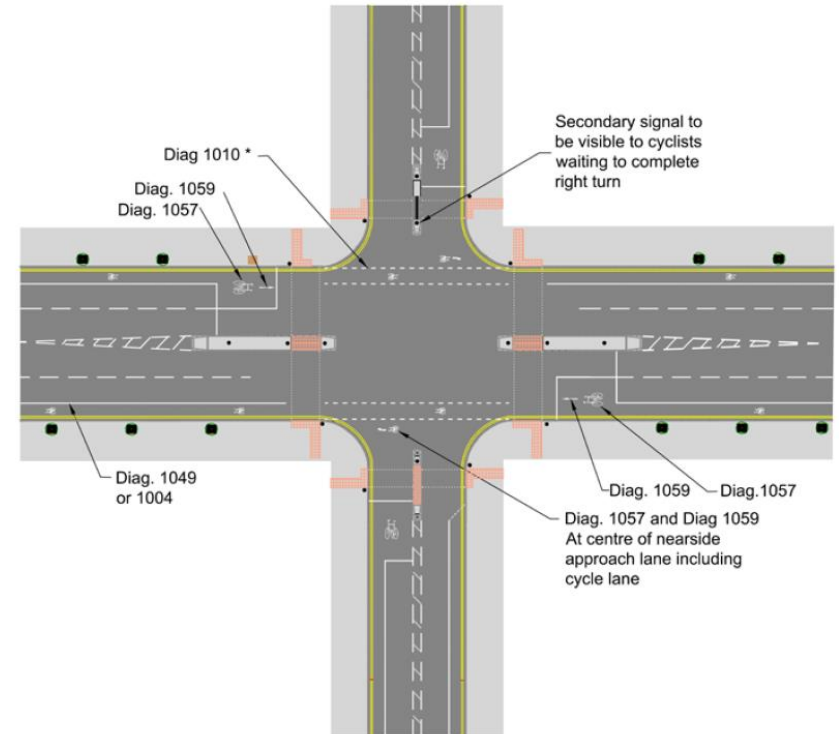 Secondary signal to
be visible to cyclists
waiting to complete
right turn
Diag 1010 *
Diag. 1059
Diag. 1057
Diag. 1049
or 1004
Diag. 1059
Diag.1057
Diag. 1057 and Diag 1059
At centre of nearside
approach lane including
cycle lane